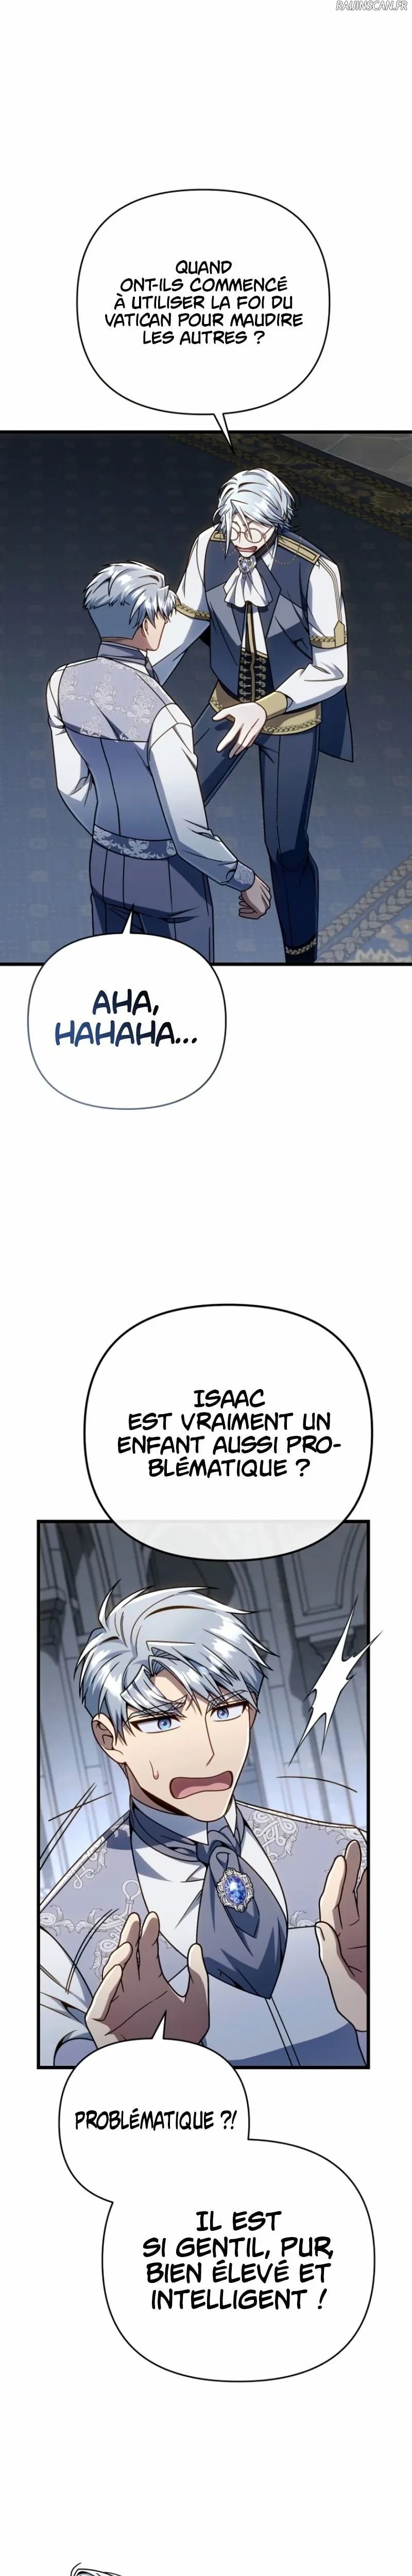 RAIJINSCAN.FR
QUAND
ONT-ILS COMMENCÉ
À UTILISER LA FOI DU
VATICAN POUR MAUDIRE
LES AUTRES ?
AHA,
HAHAHA...
ISAAC
EST VRAIMENT UN
ENFANT AUSSI PRO-
BLÉMATIQUE ?
PROBLÉMATIQUE ?!
IL EST
SI GENTIL, PUR,
BIEN ÉLEVÉ ET
INTELLIGENT !